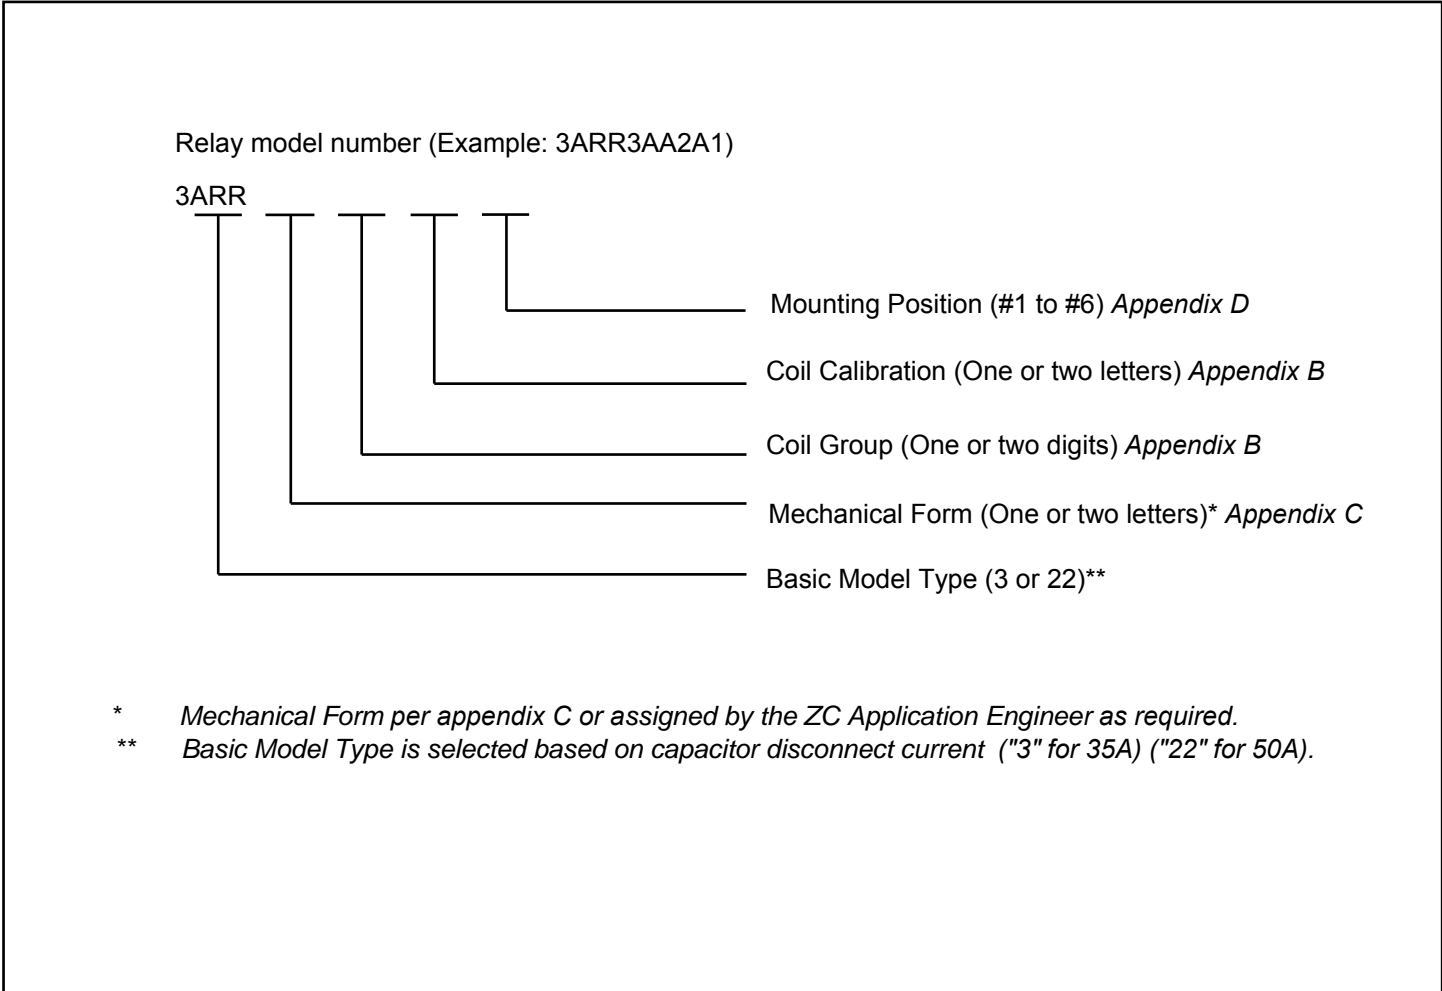 Relay model number (Example: 3ARR3AA2A1)
3ARR
Mounting Position (#1 to #6) Appendix D
Coil Calibration (One or two letters) Appendix B
Coil Group (One or two digits) Appendix B
Mechanical Form (One or two letters)* Appendix C
Basic Model Type (3 or 22)**
* Mechanical Form per appendix C or assigned by the ZC Application Engineer as required.
** Basic Model Type is selected based on capacitor disconnect current ("3" for 35A) ("22" for 50A).